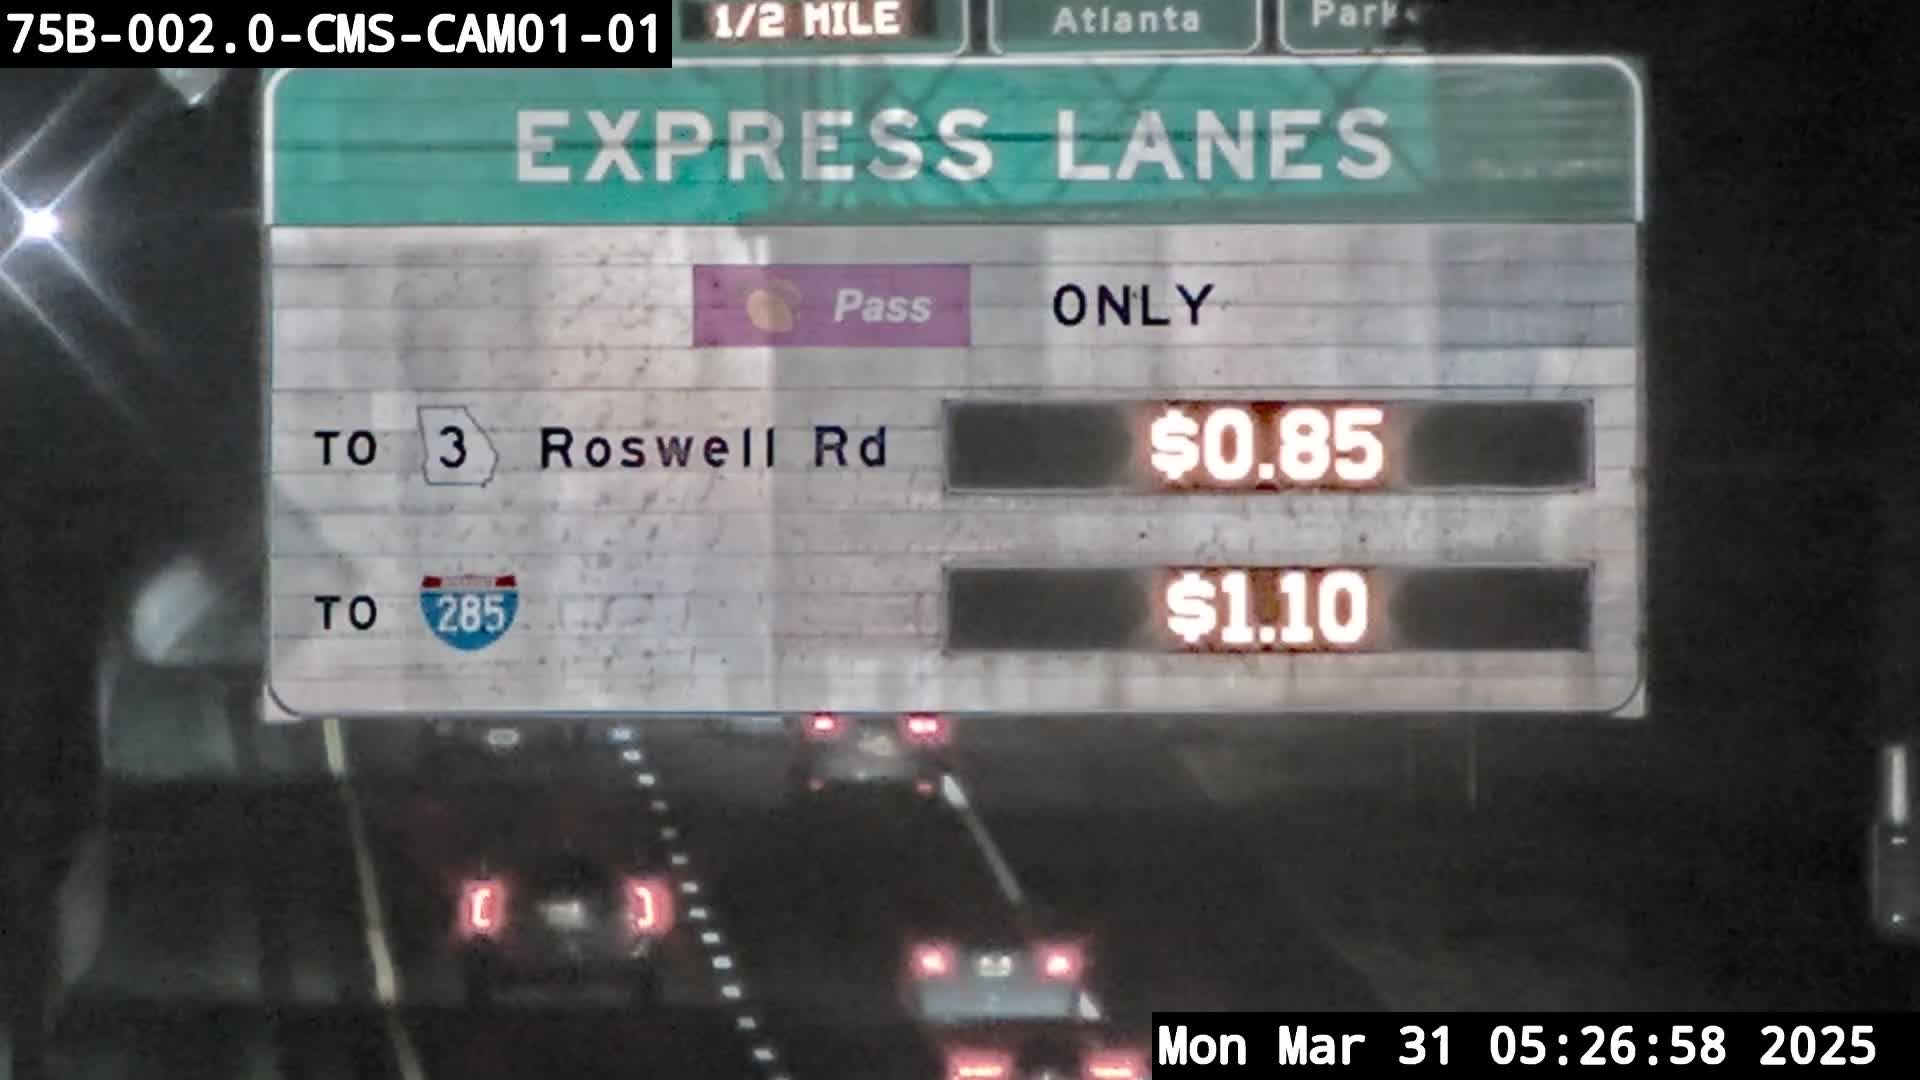 75B-002.0-CMS-CAM01-01
1/2 MILE
Atlanta
EXPRESS LANES
Pass ONLY
TO 3 Roswell Rd $0.85
TO 285 $1.10
Mon Mar 31 05:26:58 2025